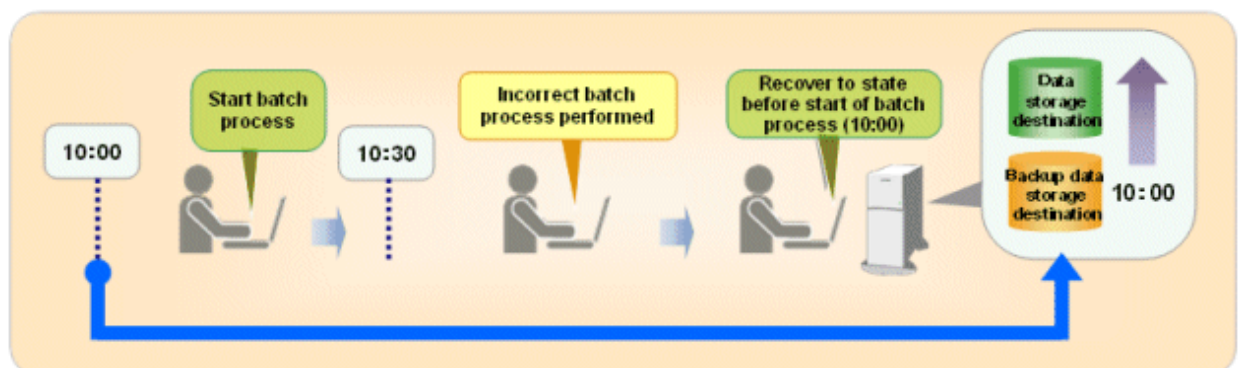 10:00
Start batch
process
10:30
Incorrect batch
process performed
Recover to state
before start of batch
process (10:00)
Data
storage
destination
Backup data
storage
destination
10:00